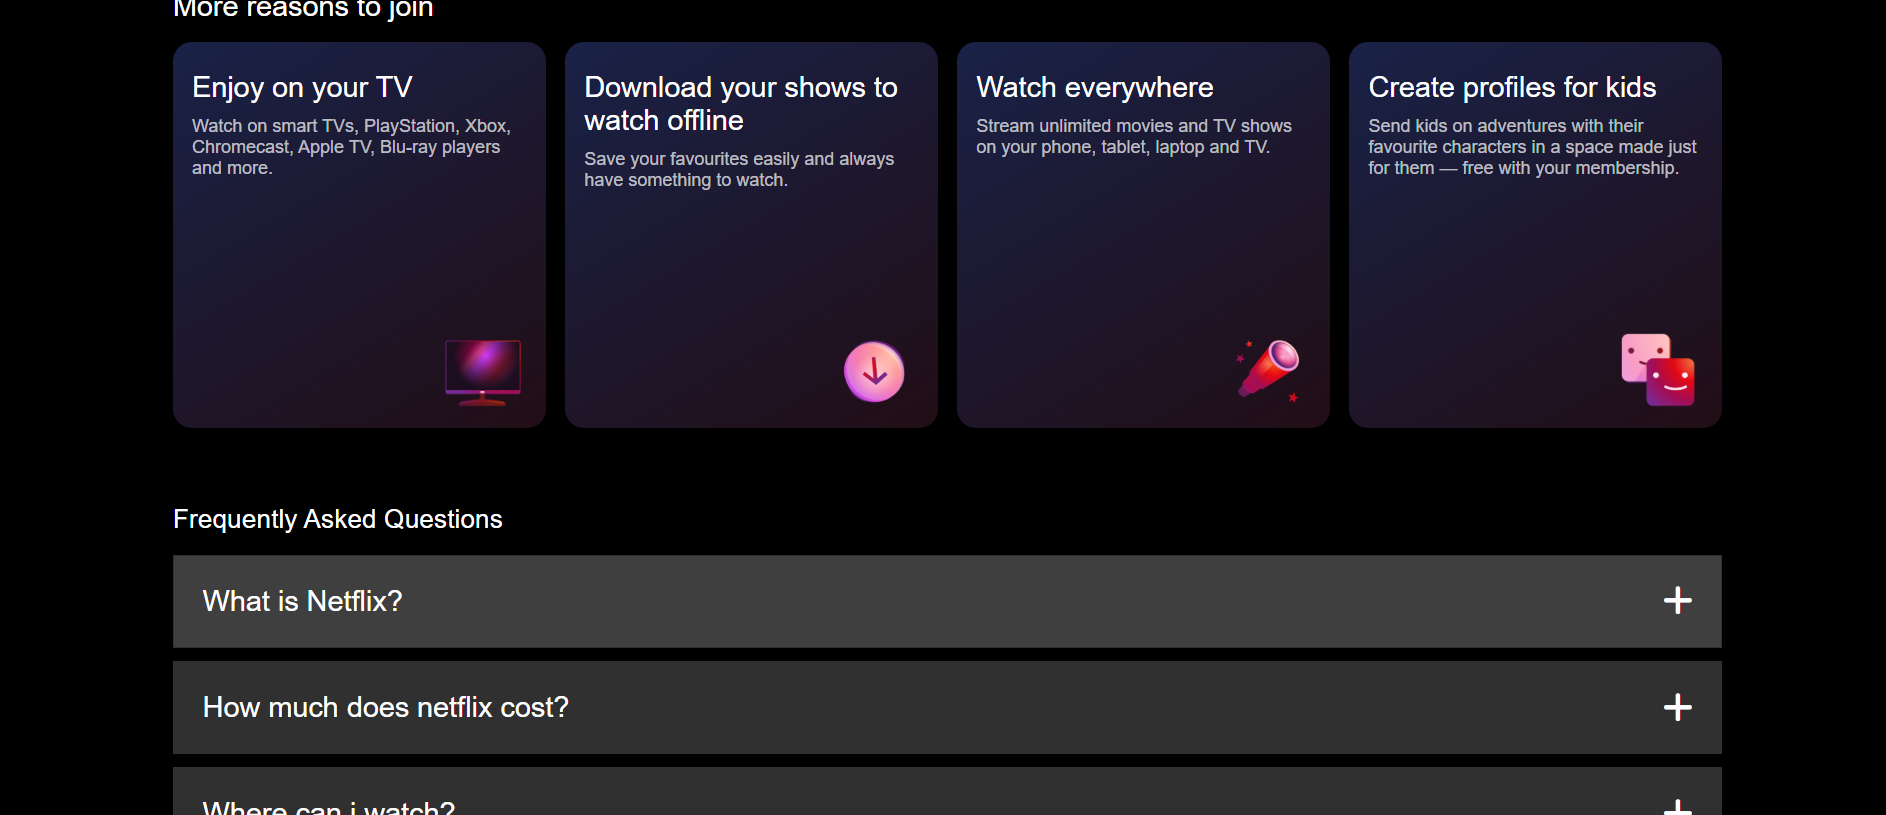 More reasons to join
Enjoy on your TV
Watch on smart TVs, PlayStation, Xbox,
Chromecast, Apple TV, Blu-ray players
and more.
Download your shows to
watch offline
Save your favourites easily and always
have something to watch.
Watch everywhere
Stream unlimited movies and TV shows
on your phone, tablet, laptop and TV.
Create profiles for kids
Send kids on adventures with their
favourite characters in a space made just
for them — free with your membership.
Frequently Asked Questions
What is Netflix?
How much does netflix cost?
Where can i watch?